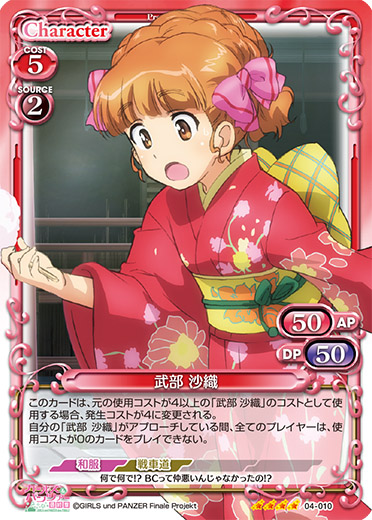 Character
COST
5
SOURCE
2
50 AP
DP 50
武部 沙織
このカードは、元の使用コストが4以上の「武部 沙織」のコストとして使
用する場合、発生コストが4に変更される。
自分の「武部 沙織」がアプローチしている間、全てのプレイヤーは、使
用コストが0のカードをプレイできない。
和服 戦車道
何で何で!? BCって仲悪いんじゃなかったの!?
©GIRLS und PANZER Finale Projekt
04-010